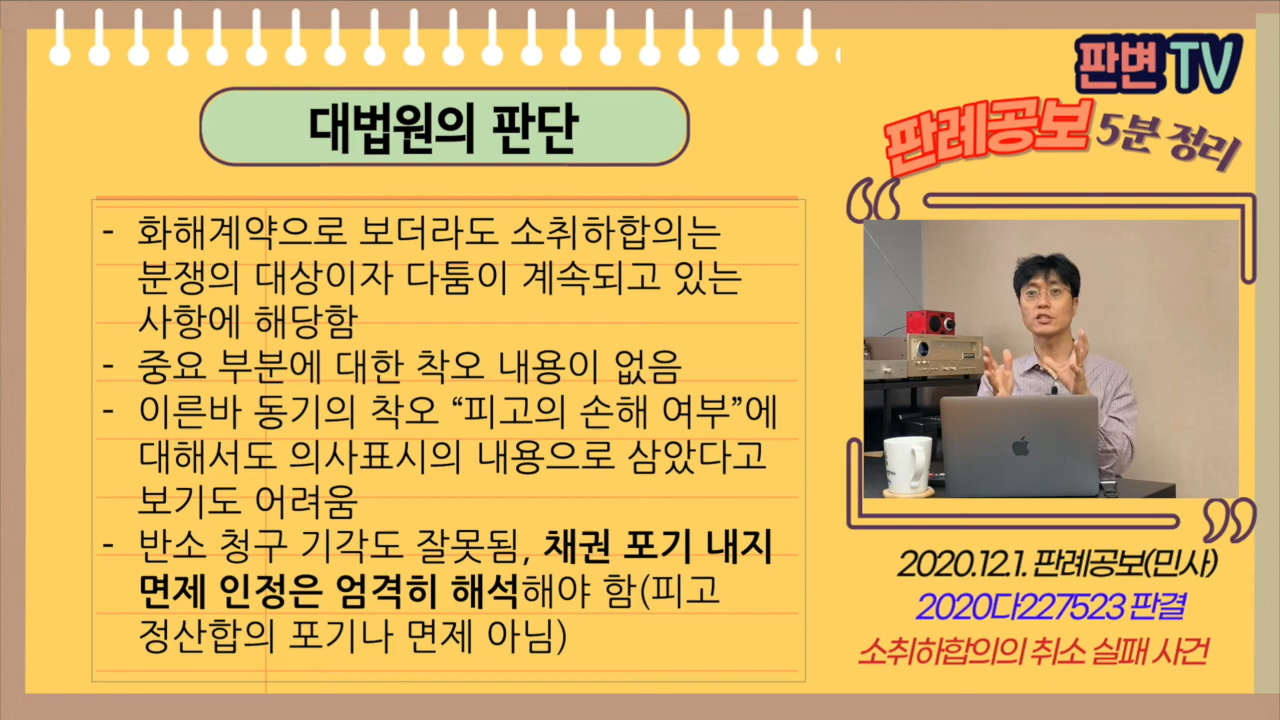 대법원의 판단
- 화해계약으로 보더라도 소취하합의는
분쟁의 대상이자 다툼이 계속되고 있는
사항에 해당함
- 중요 부분에 대한 착오 내용이 없음
- 이른바 동기의 착오 “피고의 손해 여부”에
대해서도 의사표시의 내용으로 삼았다고
보기도 어려움
- 반소 청구 기각도 잘못됨, 채권 포기 내지
면제 인정은 엄격히 해석해야 함(피고
정산합의 포기나 면제 아님)
판변 TV
판례공보 5분 정리
2020.12.1. 판례공보(민사)
2020다227523 판결
소취하합의의 취소 실패 사건